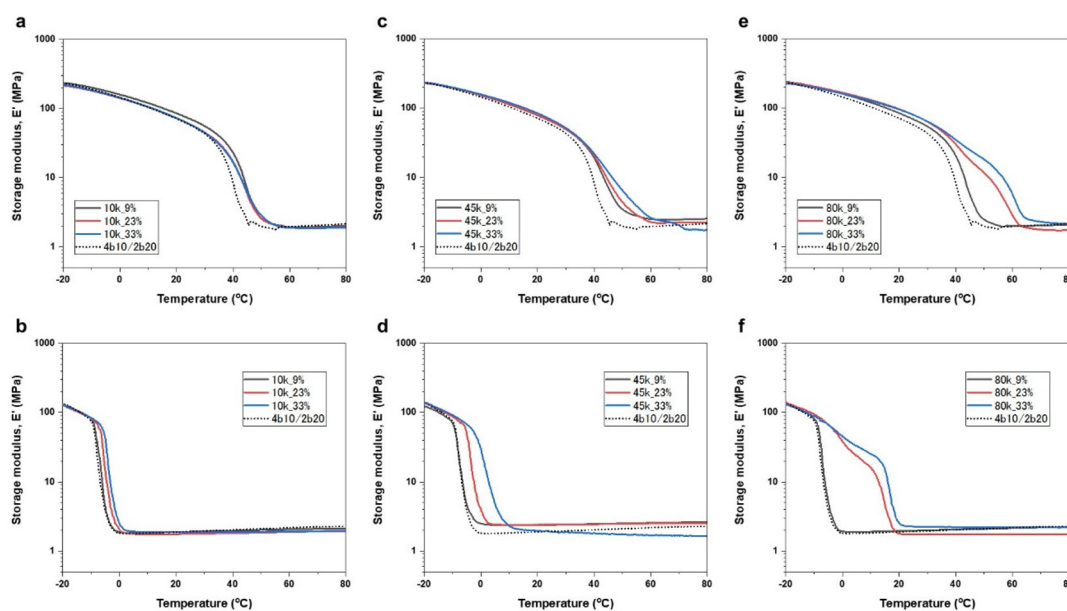 a
Storage modulus, E' (MPa)
1000
100
10
1
10k_9%
10k_23%
10k_33%
4b10/2b20
-20 0 20 40 60 80
Temperature (°C)
c
Storage modulus, E' (MPa)
1000
100
10
1
45k_9%
45k_23%
45k_33%
4b10/2b20
-20 0 20 40 60 80
Temperature (°C)
e
Storage modulus, E' (MPa)
1000
100
10
1
80k_9%
80k_23%
80k_33%
4b10/2b20
-20 0 20 40 60 80
Temperature (°C)
b
Storage modulus, E' (MPa)
1000
100
10
1
10k_9%
10k_23%
10k_33%
4b10/2b20
-20 0 20 40 60 80
Temperature (°C)
d
Storage modulus, E' (MPa)
1000
100
10
1
45k_9%
45k_23%
45k_33%
4b10/2b20
-20 0 20 40 60 80
Temperature (°C)
f
Storage modulus, E' (MPa)
1000
100
10
1
80k_9%
80k_23%
80k_33%
4b10/2b20
-20 0 20 40 60 80
Temperature (°C)